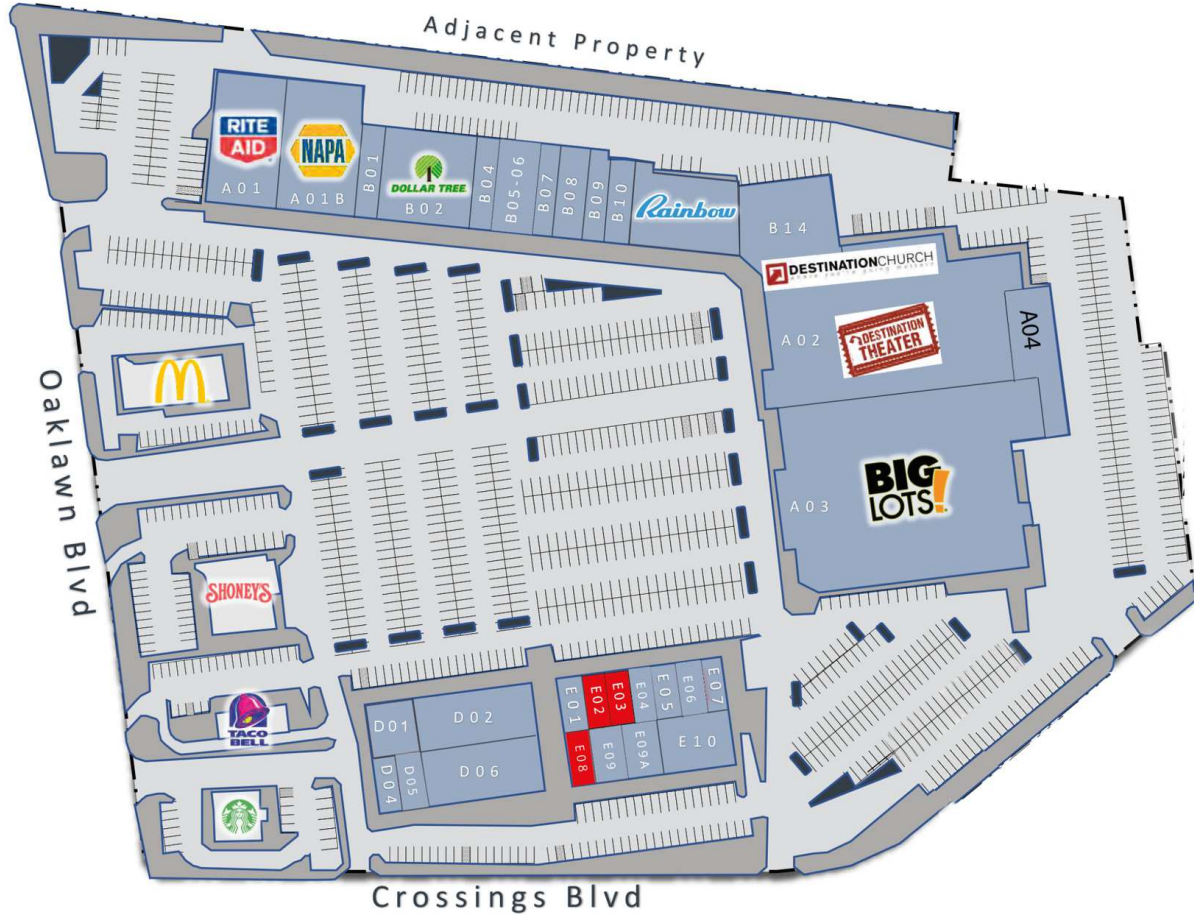 Adjacent Property
RITE
AID
A01
NAPA
A01B
B01
DOLLAR TREE
B02
B04
B05-06
B07
B08
B09
B10
Rainbow
B14
DESTINATIONCHURCH
A02
DESTINATION
THEATER
A04
Oaklawn Blvd
BIG
LOTS!
A03
SHONEY'S
TACO
BELL
D01
D02
D04
D05
D06
E01
E02
E03
E04
E05
E06
E07
E08
E09
E09A
E10
Crossings Blvd